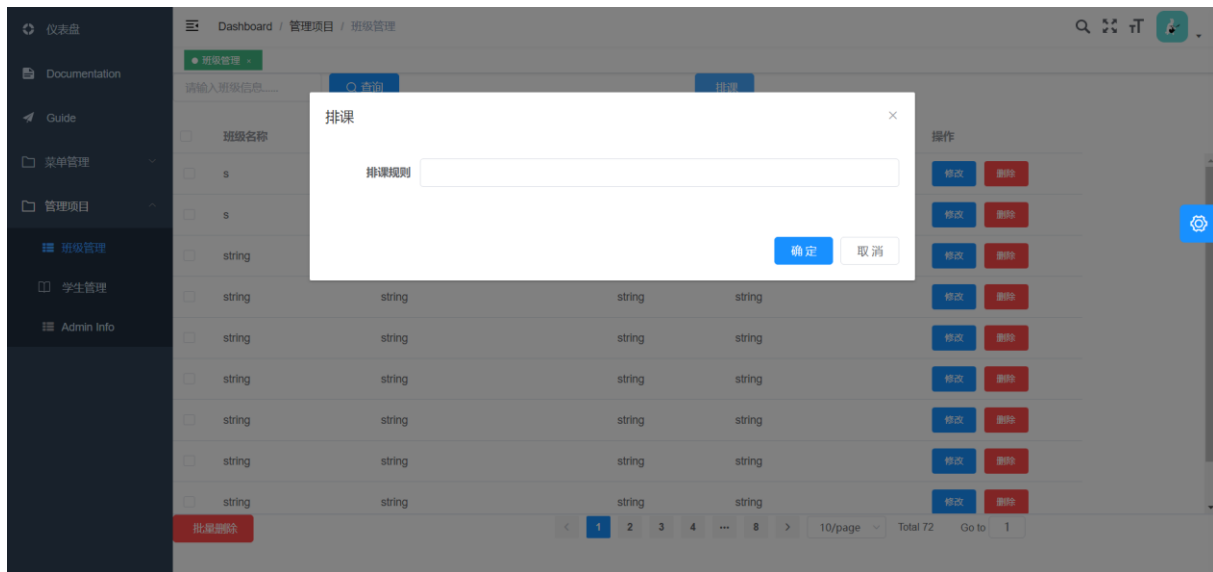 仪表盘
Dashboard / 管理项目 / 班级管理
Documentation
班级管理 ×
请输入班级信息......
查询
排课
Guide
菜单管理
管理项目
班级管理
学生管理
Admin Info
班级名称
操作
排课
排课规则
确定 取消
s 修改 删除
s 修改 删除
string 修改 删除
string string string string 修改 删除
string string string string 修改 删除
string string string string 修改 删除
string string string string 修改 删除
string string string string 修改 删除
string string string string 修改 删除
批量删除
< 1 2 3 4 ··· 8 > 10/page Total 72 Go to 1